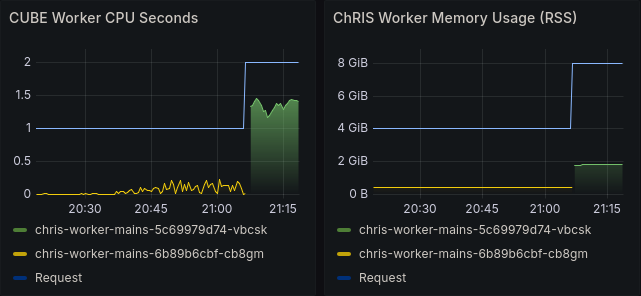 CUBE Worker CPU Seconds
2
1.5
1
0.5
0
20:30 20:45 21:00 21:15
chris-worker-mains-5c69979d74-vbcsk
chris-worker-mains-6b89b6cbf-cb8gm
Request
ChRIS Worker Memory Usage (RSS)
8 GiB
6 GiB
4 GiB
2 GiB
0 B
20:30 20:45 21:00 21:15
chris-worker-mains-5c69979d74-vbcsk
chris-worker-mains-6b89b6cbf-cb8gm
Request